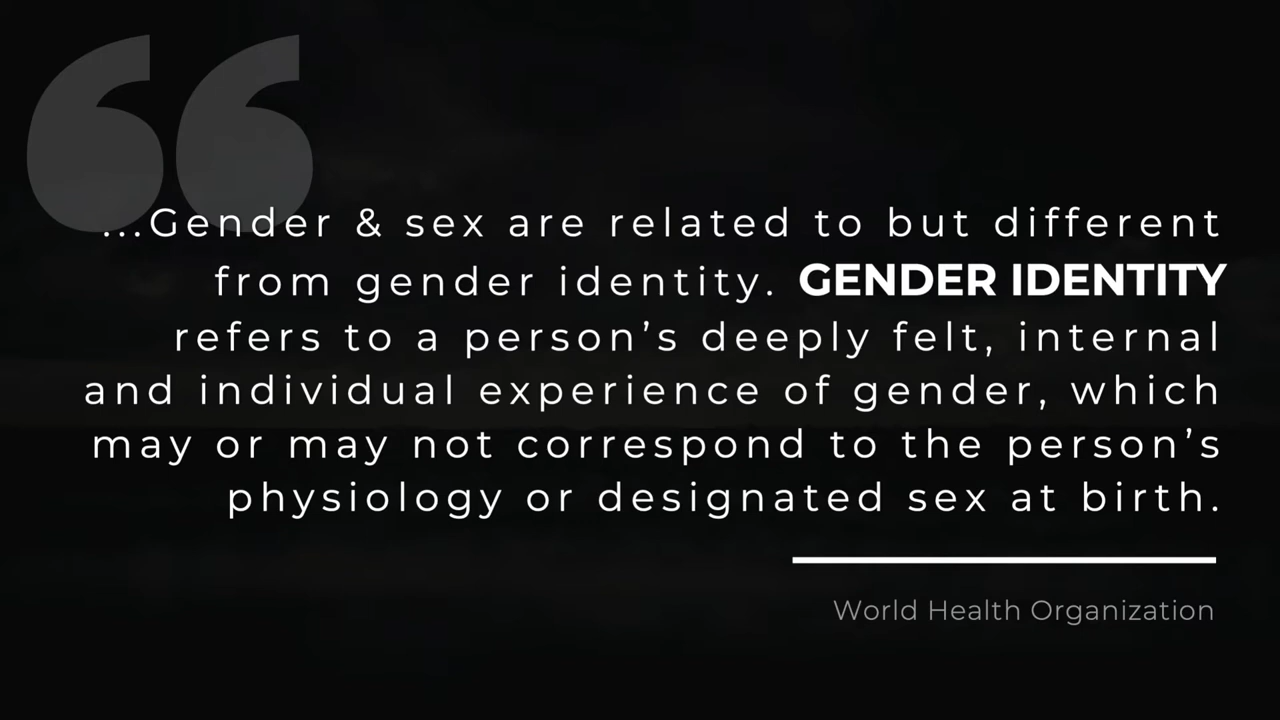 ...Gender & sex are related to but different
from gender identity. GENDER IDENTITY
refers to a person’s deeply felt, internal
and individual experience of gender, which
may or may not correspond to the person’s
physiology or designated sex at birth.
World Health Organization